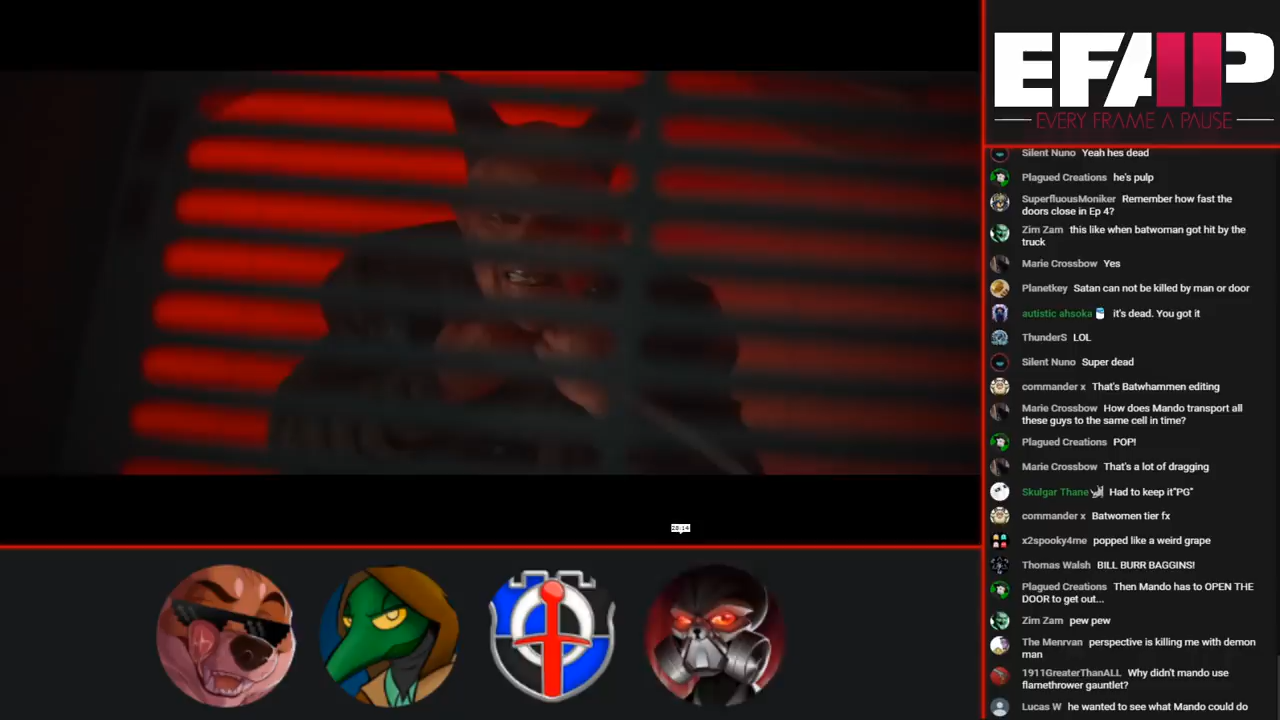 EFAP
EVERY FRAME A PAUSE
Silent Nuno Yeah hes dead
Plagued Creations he's pulp
SuperfluousMoniker Remember how fast the
doors close in Ep 4?
Zim Zam this like when batwoman got hit by the
truck
Marie Crossbow Yes
Planetkey Satan can not be killed by man or door
autistic ahsoka it's dead. You got it
ThunderS LOL
Silent Nuno Super dead
commander x That's Batwhammen editing
Marie Crossbow How does Mando transport all
these guys to the same cell in time?
Plagued Creations POP!
Marie Crossbow That's a lot of dragging
Skulgar Thane Had to keep it"PG"
commander x Batwomen tier fx
x2spooky4me popped like a weird grape
Thomas Walsh BILL BURR BAGGINS!
Plagued Creations Then Mando has to OPEN THE
DOOR to get out...
Zim Zam pew pew
The Menrvan perspective is killing me with demon
man
1911GreaterThanALL Why didn't mando use
flamethrower gauntlet?
Lucas W he wanted to see what Mando could do
28:14